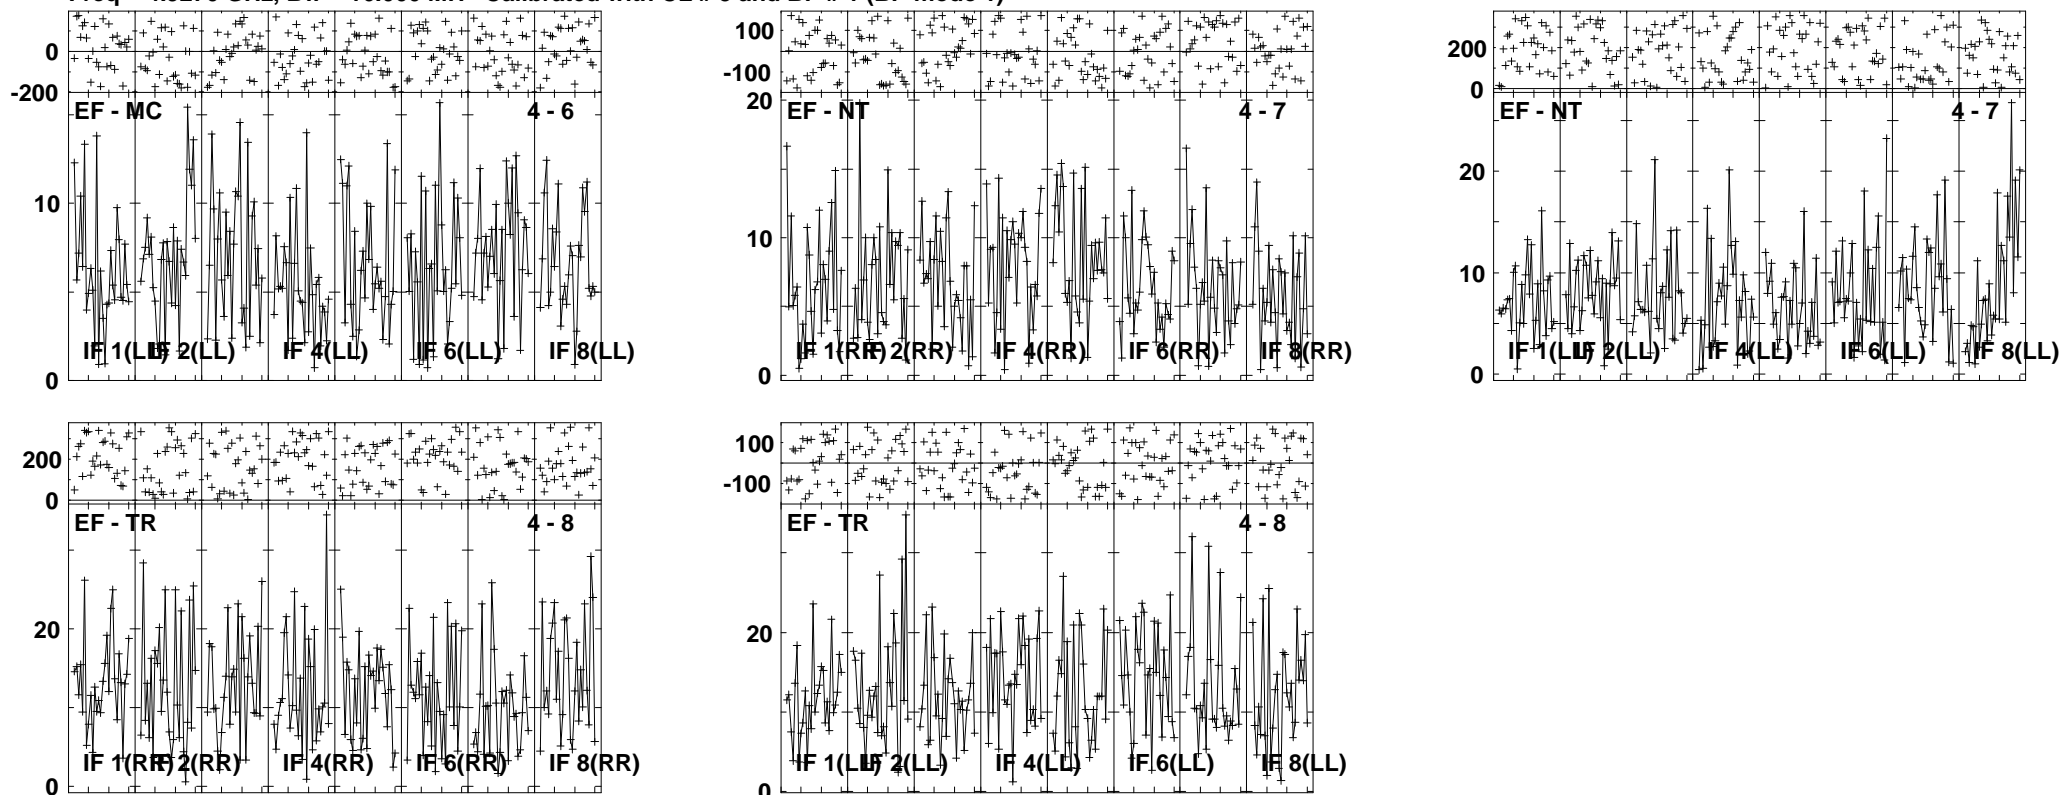 0
-200
EF - MC 4 - 6
10
0
IF 1(LL) IF 2(LL) IF 4(LL) IF 6(LL) IF 8(LL)
100
-100
20
EF - NT 4 - 7
10
0
IF 1(RR) IF 2(RR) IF 4(RR) IF 6(RR) IF 8(RR)
200
0
EF - NT 4 - 7
20
10
0
IF 1(LL) IF 2(LL) IF 4(LL) IF 6(LL) IF 8(LL)
200
0
EF - TR 4 - 8
20
0
IF 1(RR) IF 2(RR) IF 4(RR) IF 6(RR) IF 8(RR)
100
-100
EF - TR 4 - 8
20
0
IF 1(LL) IF 2(LL) IF 4(LL) IF 6(LL) IF 8(LL)